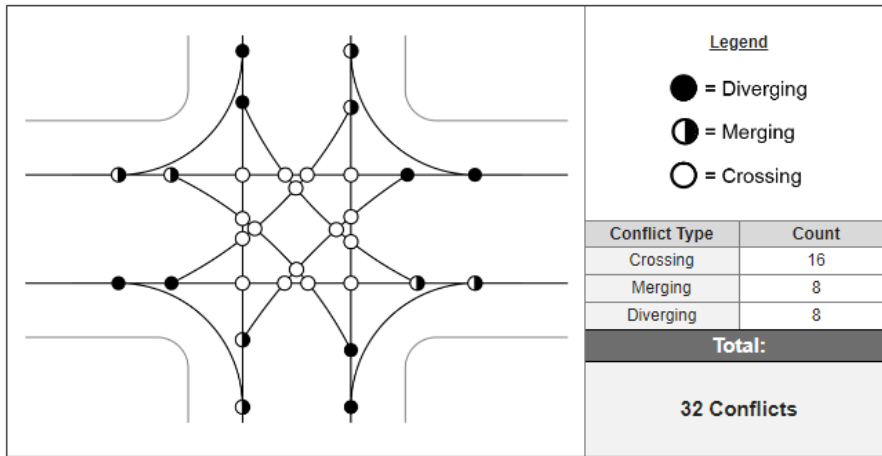 Legend
= Diverging
= Merging
= Crossing
Conflict Type Count
Crossing 16
Merging 8
Diverging 8
Total:
32 Conflicts